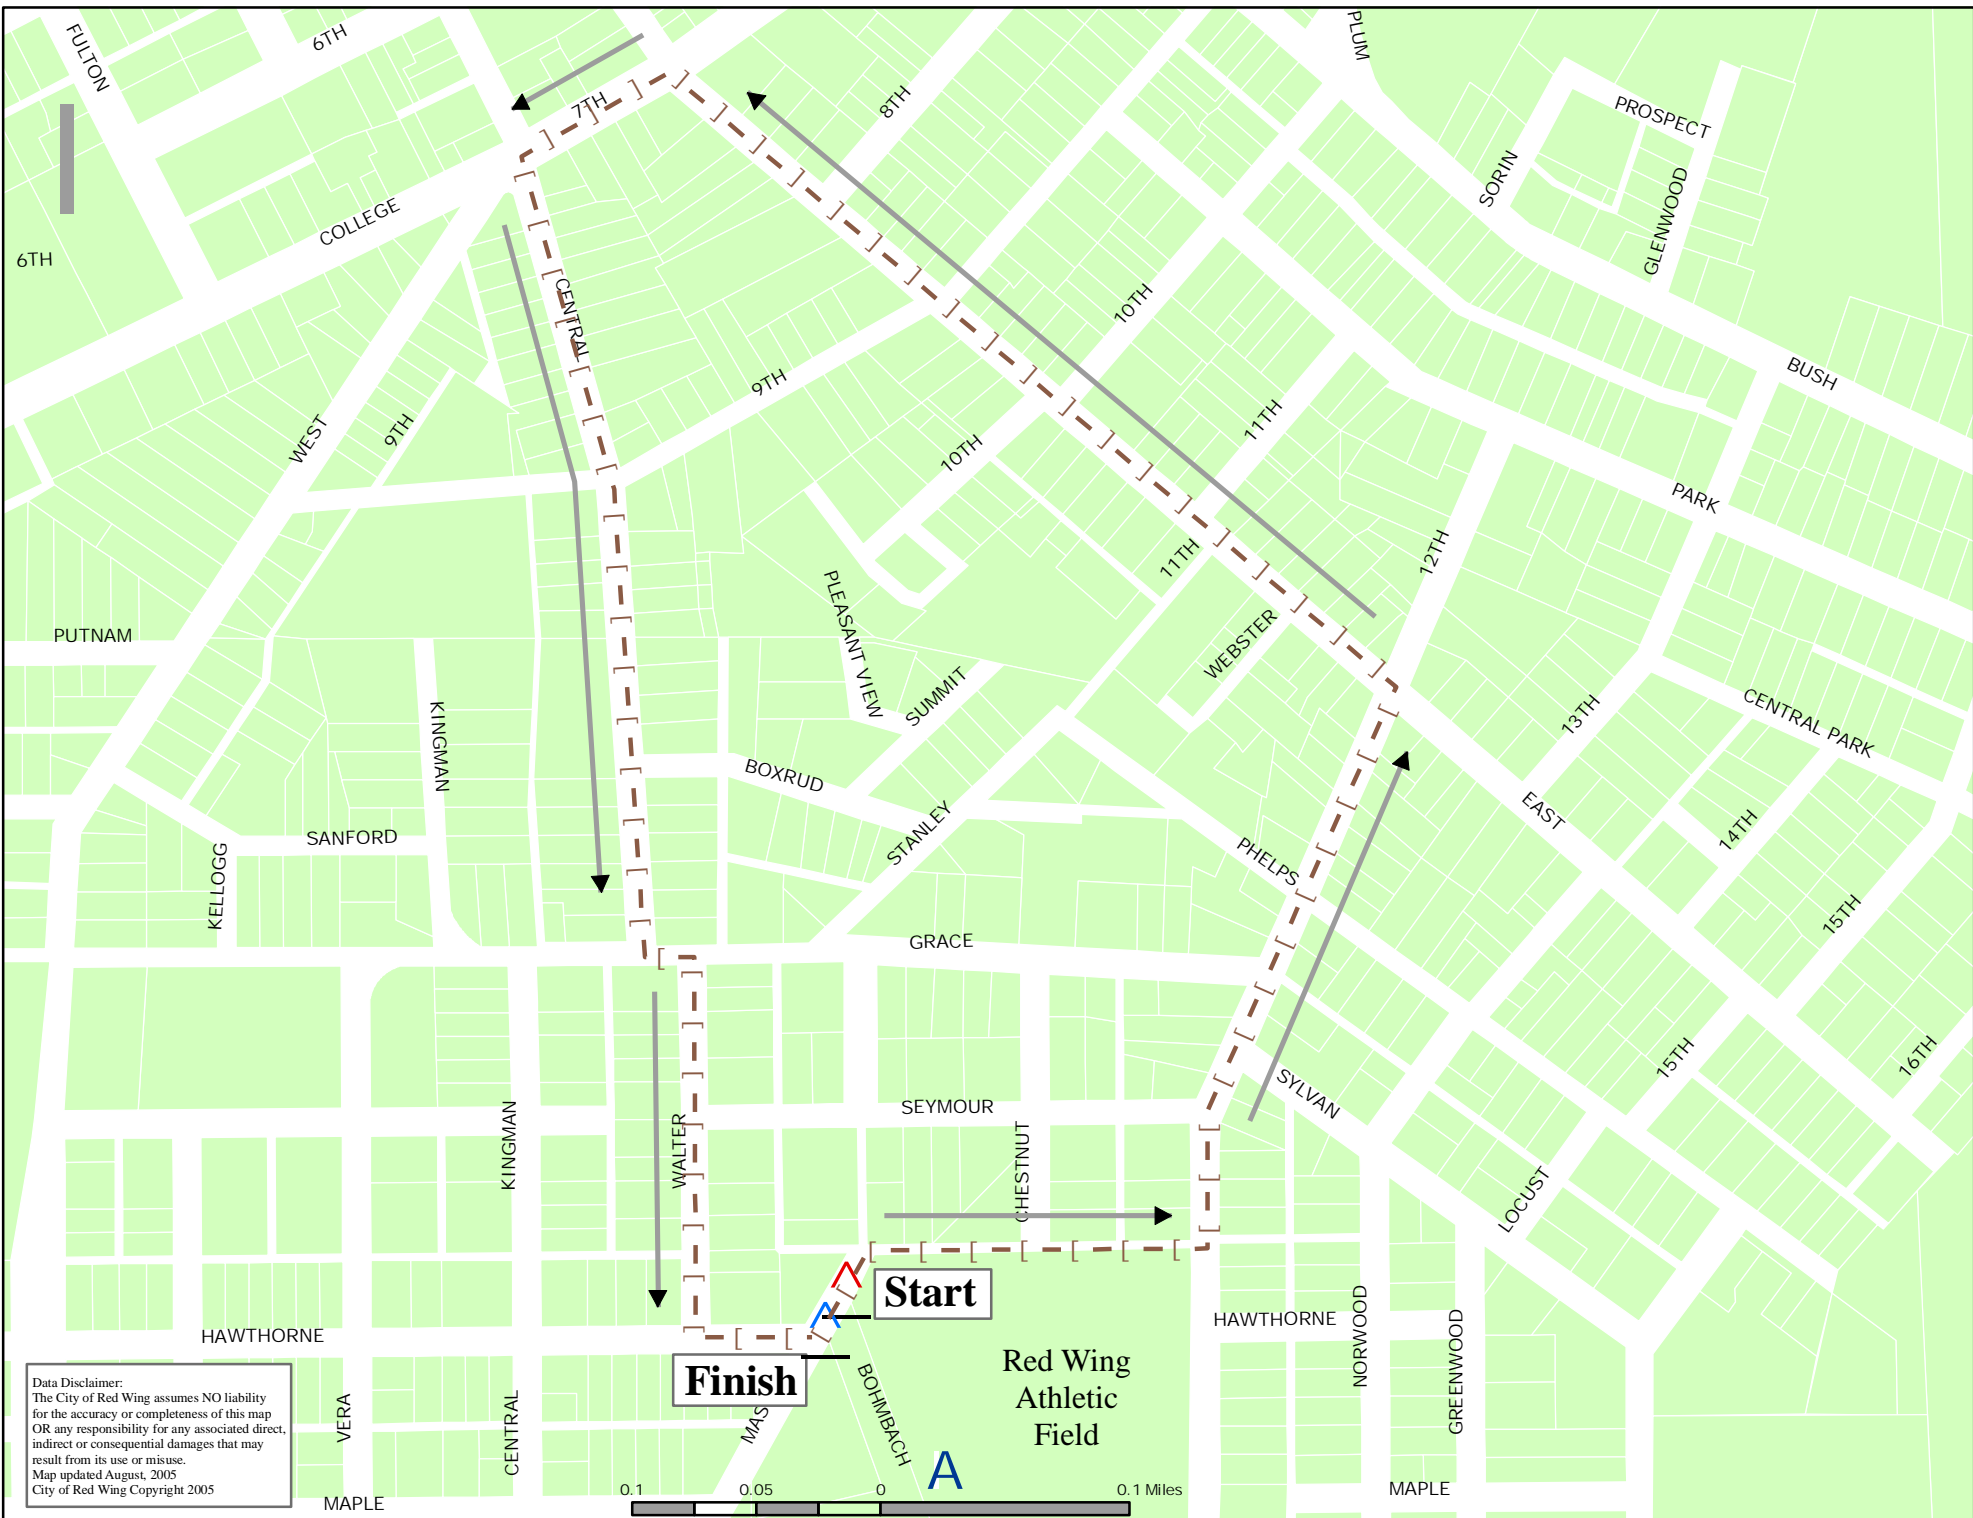 FULTON
6TH
PLUM
7TH
8TH
PROSPECT
SORIN
GLENWOOD
COLLEGE
6TH
CENTRAL
10TH
BUSH
9TH
WEST
9TH
10TH
11TH
PARK
11TH
12TH
PUTNAM
PLEASANT VIEW
SUMMIT
WEBSTER
KINGMAN
13TH
CENTRAL PARK
BOXRUD
EAST
14TH
SANFORD
STANLEY
PHELPS
KELLOGG
15TH
GRACE
15TH
16TH
SYLVAN
SEYMOUR
KINGMAN
WALTER
CHESTNUT
LOCUST
Start
HAWTHORNE
HAWTHORNE
NORWOOD
GREENWOOD
Finish
Red Wing
Athletic
Field
BOHMBACH
MAS
VERA
CENTRAL
Data Disclaimer:
The City of Red Wing assumes NO liability
for the accuracy or completeness of this map
OR any responsibility for any associated direct,
indirect or consequential damages that may
result from its use or misuse.
Map updated August, 2005
City of Red Wing Copyright 2005
A
MAPLE
MAPLE
0.1 0.05 0 0.1 Miles